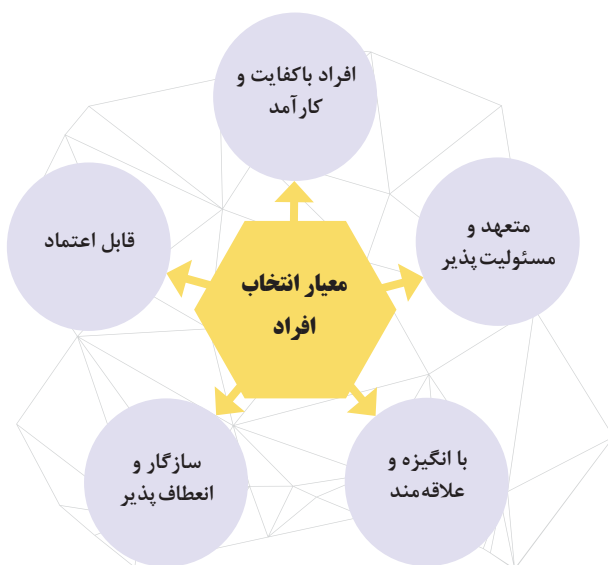 افراد باکفایت و
کارآمد
متعهد و
مسئولیت‌پذیر
قابل اعتماد
معیار انتخاب
افراد
با انگیزه و
علاقه‌مند
سازگار و
انعطاف‌پذیر